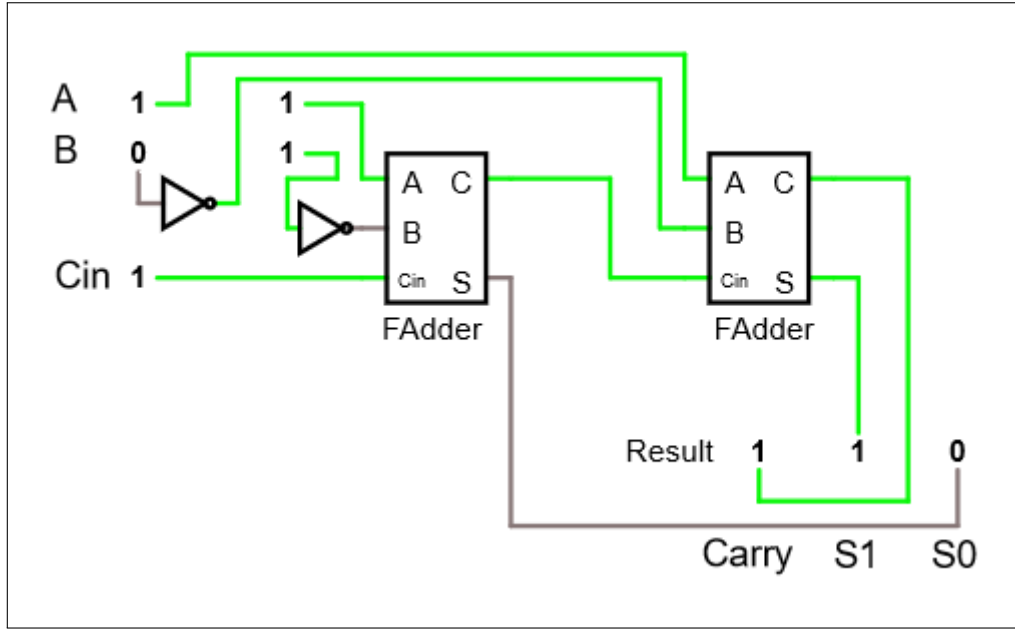 A 1 1
B 0 1
A C A C
B B
Cin 1 Cin S Cin S
FAdder FAdder
Result 1 1 0
Carry S1 S0